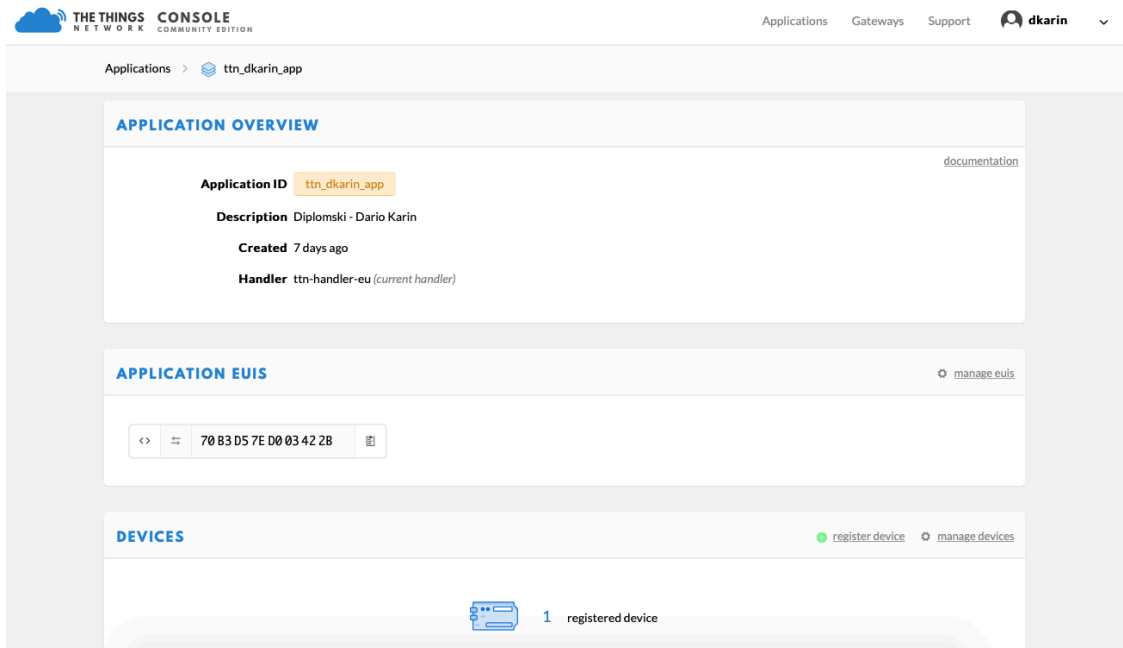 THE THINGS NETWORK CONSOLE COMMUNITY EDITION Applications Gateways Support dkarin
Applications ttn_dkarin_app
APPLICATION OVERVIEW
documentation
Application ID ttn_dkarin_app
Description Diplomski - Dario Karin
Created 7 days ago
Handler ttn-handler-eu (current handler)
APPLICATION EUIS manage euis
70 B3 D5 7E D0 03 42 2B
DEVICES register device manage devices
1 registered device